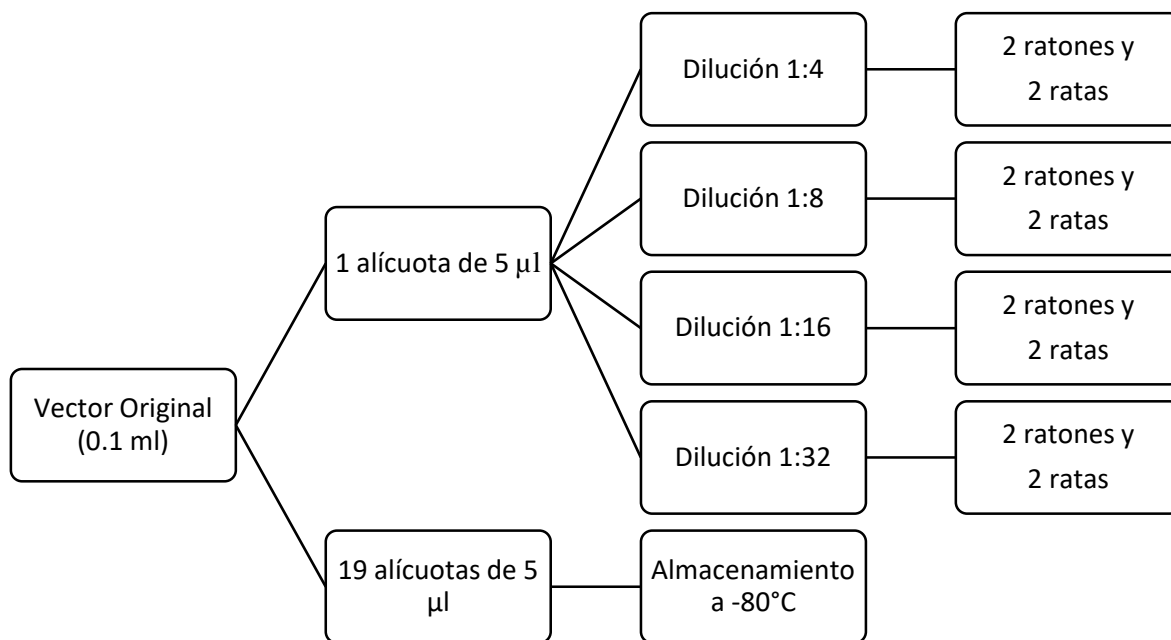 Vector Original
(0.1 ml)
1 alícuota de 5 µl
19 alícuotas de 5
µl
Dilución 1:4
2 ratones y
2 ratas
Dilución 1:8
2 ratones y
2 ratas
Dilución 1:16
2 ratones y
2 ratas
Dilución 1:32
2 ratones y
2 ratas
Almacenamiento
a -80°C